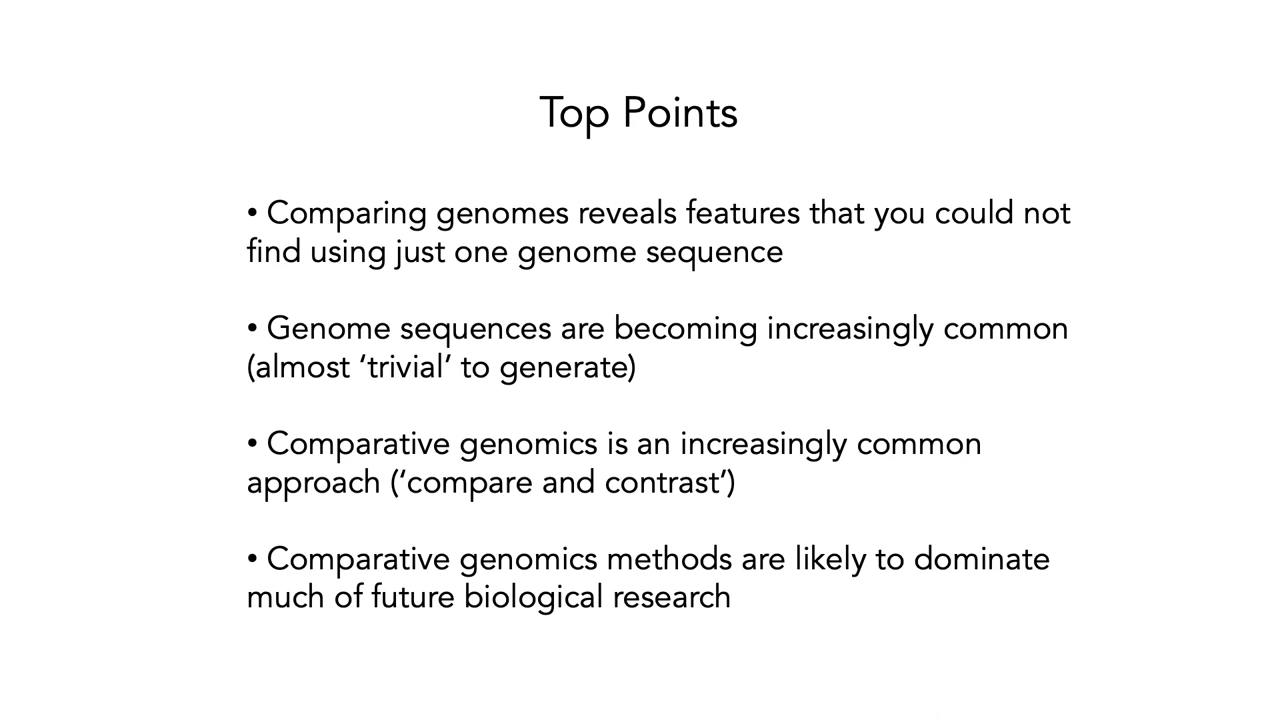 Top Points
• Comparing genomes reveals features that you could not
find using just one genome sequence
• Genome sequences are becoming increasingly common
(almost ‘trivial’ to generate)
• Comparative genomics is an increasingly common
approach (‘compare and contrast’)
• Comparative genomics methods are likely to dominate
much of future biological research